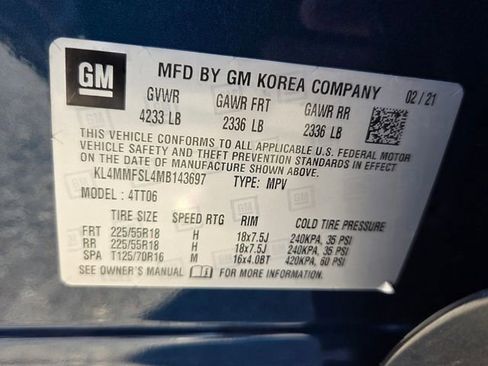 GM
MFD BY GM KOREA COMPANY 02/21
GVWR GAWR FRT GAWR RR
4233 LB 2336 LB 2336 LB
THIS VEHICLE CONFORMS TO ALL APPLICABLE U.S. FEDERAL MOTOR
VEHICLE SAFETY AND THEFT PREVENTION STANDARDS IN EFFECT
ON THE DATE OF MANUFACTURE SHOWN ABOVE.
KL4MMFSL4MB143697 TYPE: MPV
MODEL: 4TT06
TIRE SIZE SPEED RTG RIM COLD TIRE PRESSURE
FRT 225/55R18 H 18x7.5J 240KPA, 35 PSI
RR 225/55R18 H 18x7.5J 240KPA, 35 PSI
SPA T125/70R16 M 16x4.0BT 420KPA, 60 PSI
SEE OWNER'S MANUAL FOR MORE INFORMATION.